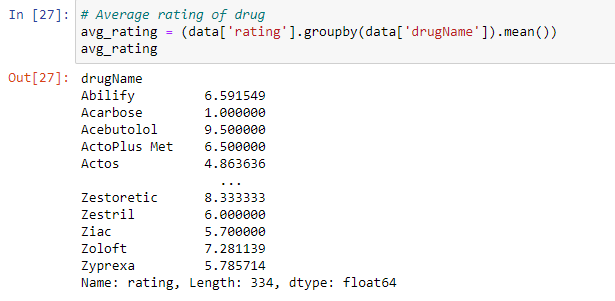 In [27]: # Average rating of drug
avg_rating = (data['rating'].groupby(data['drugName']).mean())
avg_rating
Out[27]: drugName
Abilify 6.591549
Acarbose 1.000000
Acebutolol 9.500000
ActoPlus Met 6.500000
Actos 4.863636
...
Zestoretic 8.333333
Zestril 6.000000
Ziac 5.700000
Zoloft 7.281139
Zyprexa 5.785714
Name: rating, Length: 334, dtype: float64